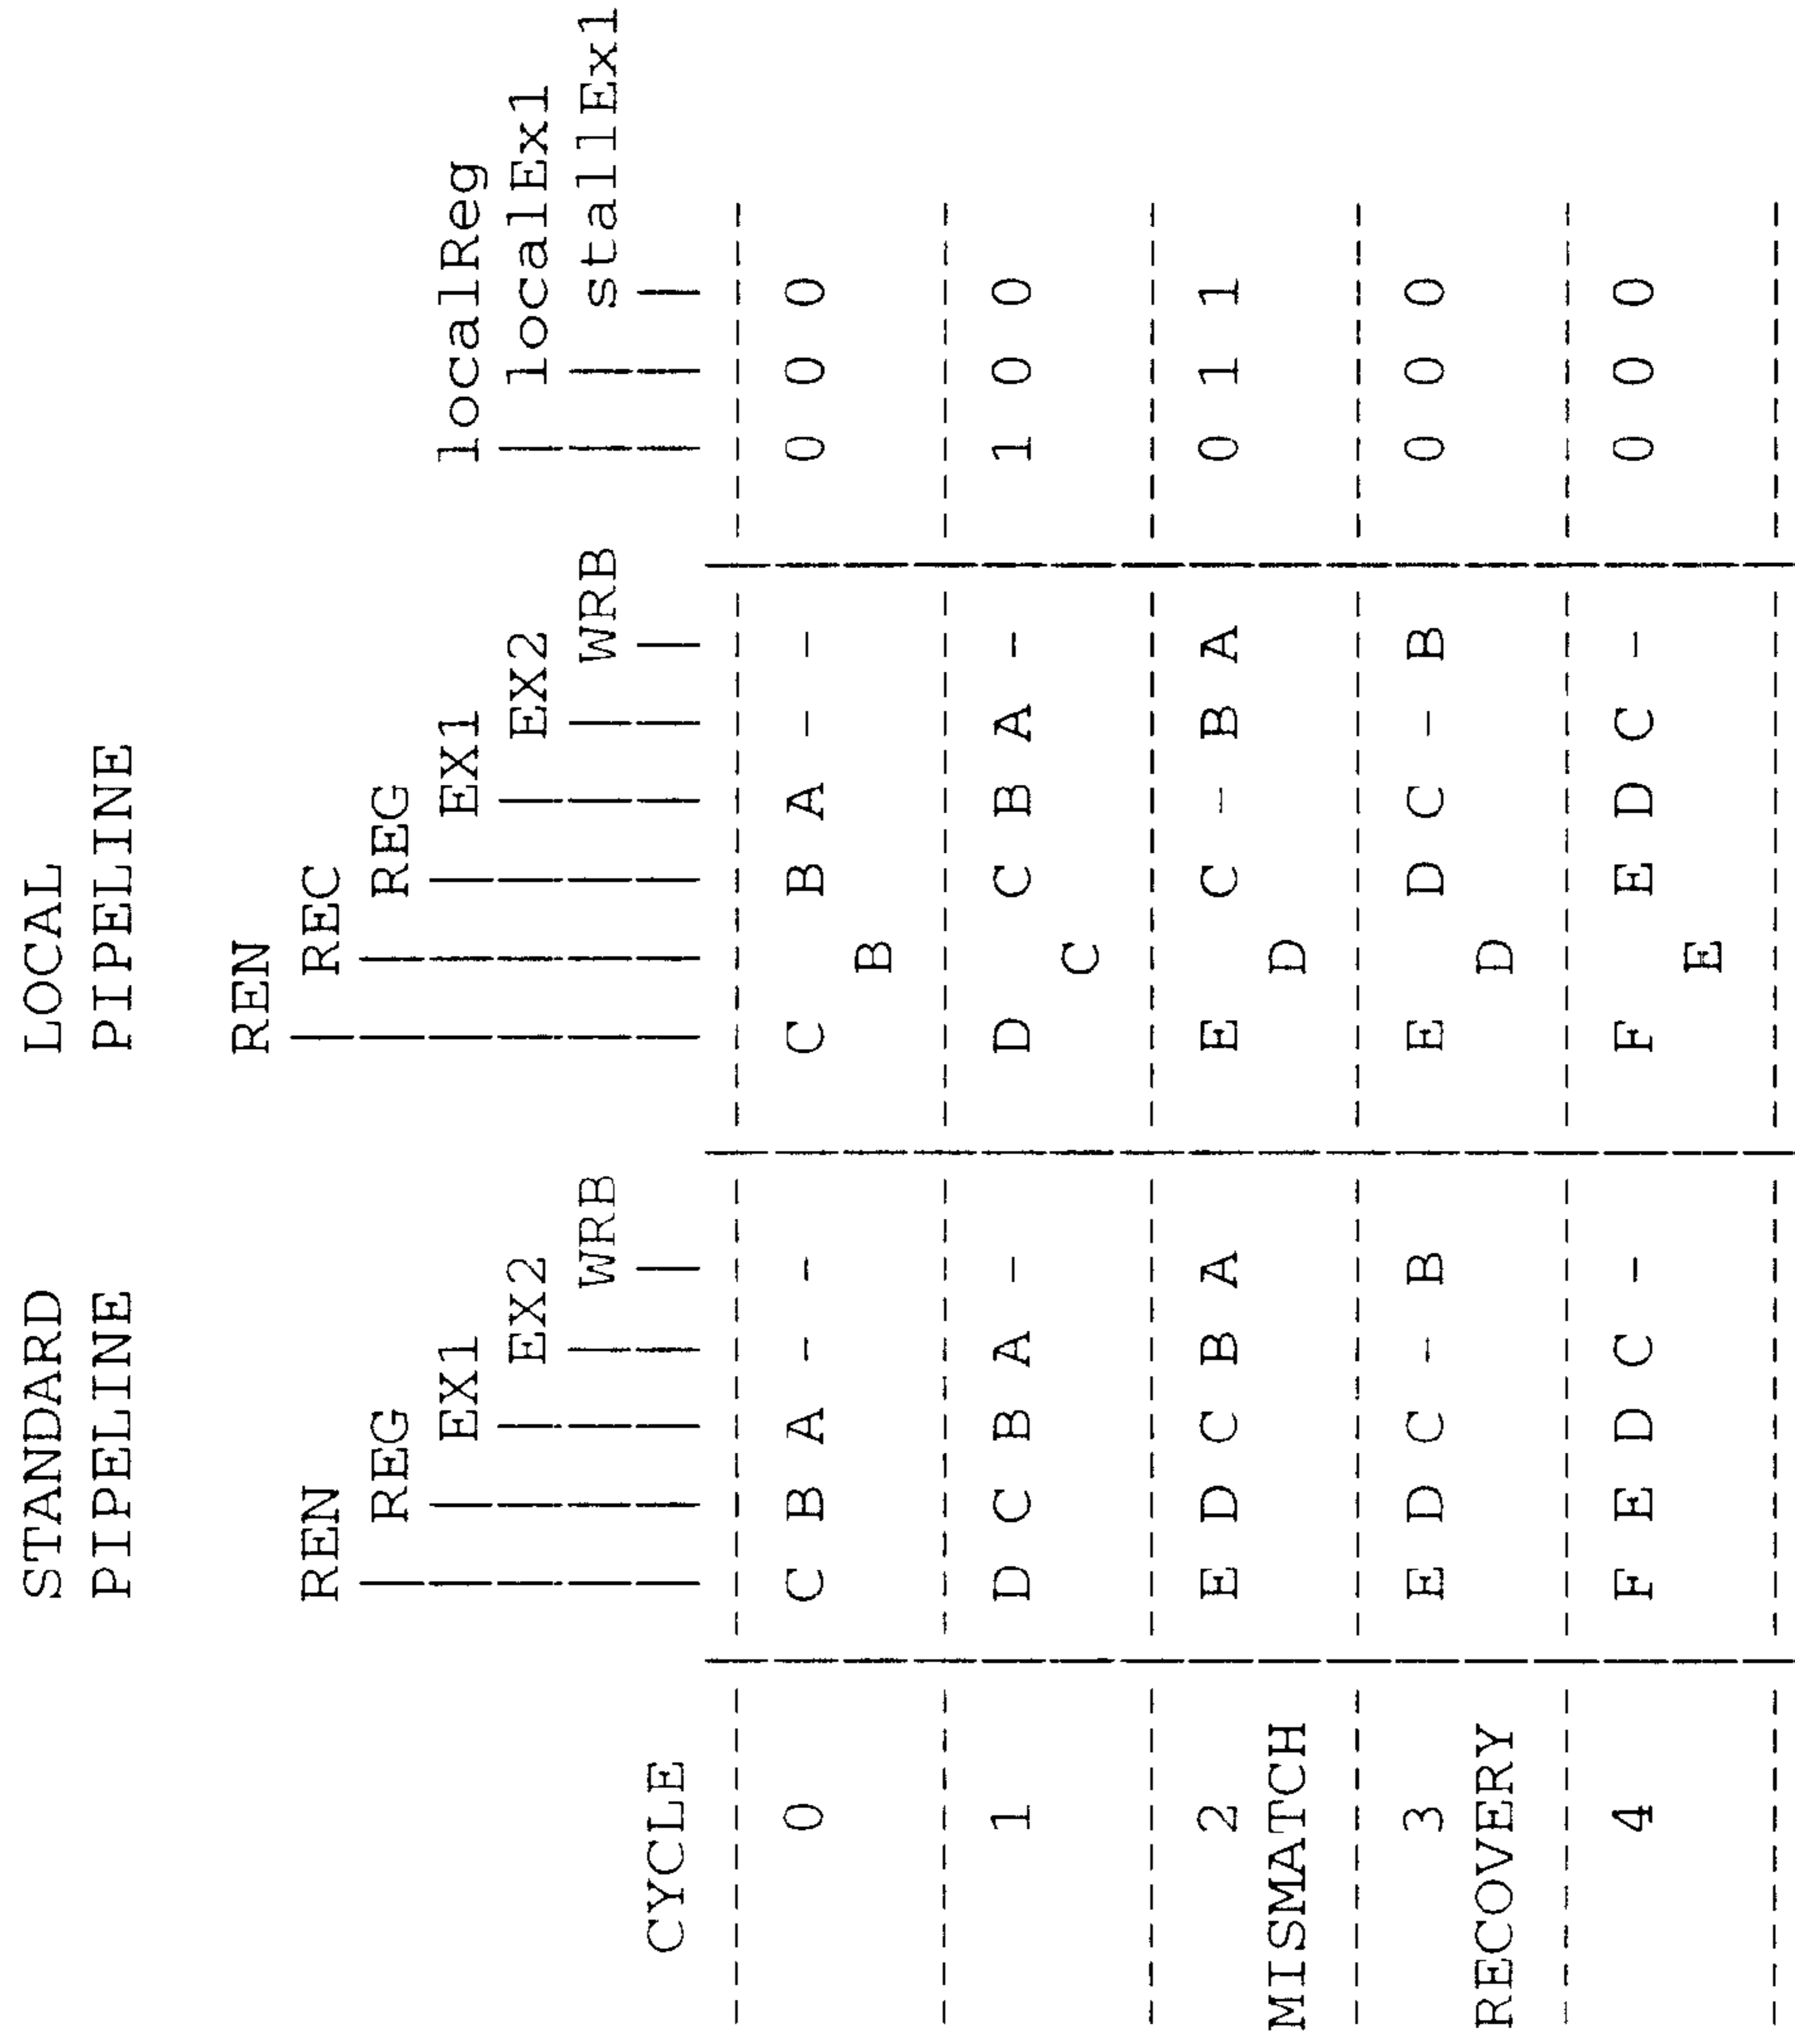 STANDARD LOCAL
PIPELINE PIPELINE
REN
REN REC
REG REG
EX1 EX1 localReg
EX2 EX2 localEx1
CYCLE WRB WRB stallEx1
0 C B A - - C B A - - 0 0 0
B
1 D C B A - D C B A - 1 0 0
C
2 E D C B A E C - B A 0 1 1
MISMATCH D
3 E D C - B E D C - B 0 0 0
RECOVERY D
4 F E D C - F E D C - 0 0 0
E